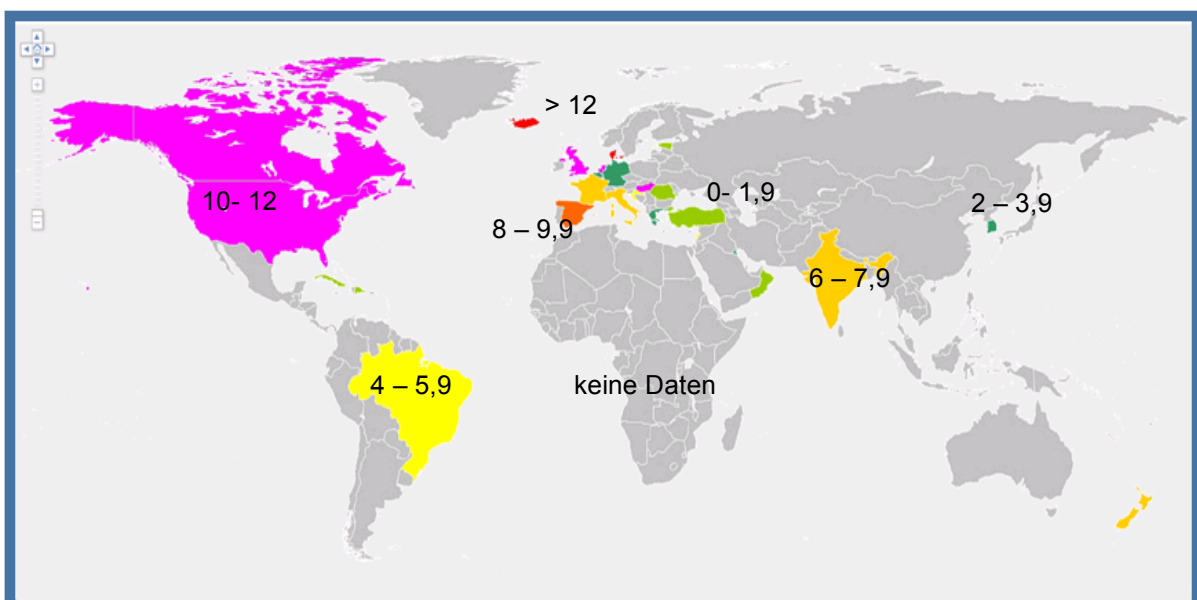 > 12
10- 12
0- 1,9
2 – 3,9
8 – 9,9
6 – 7,9
4 – 5,9
keine Daten